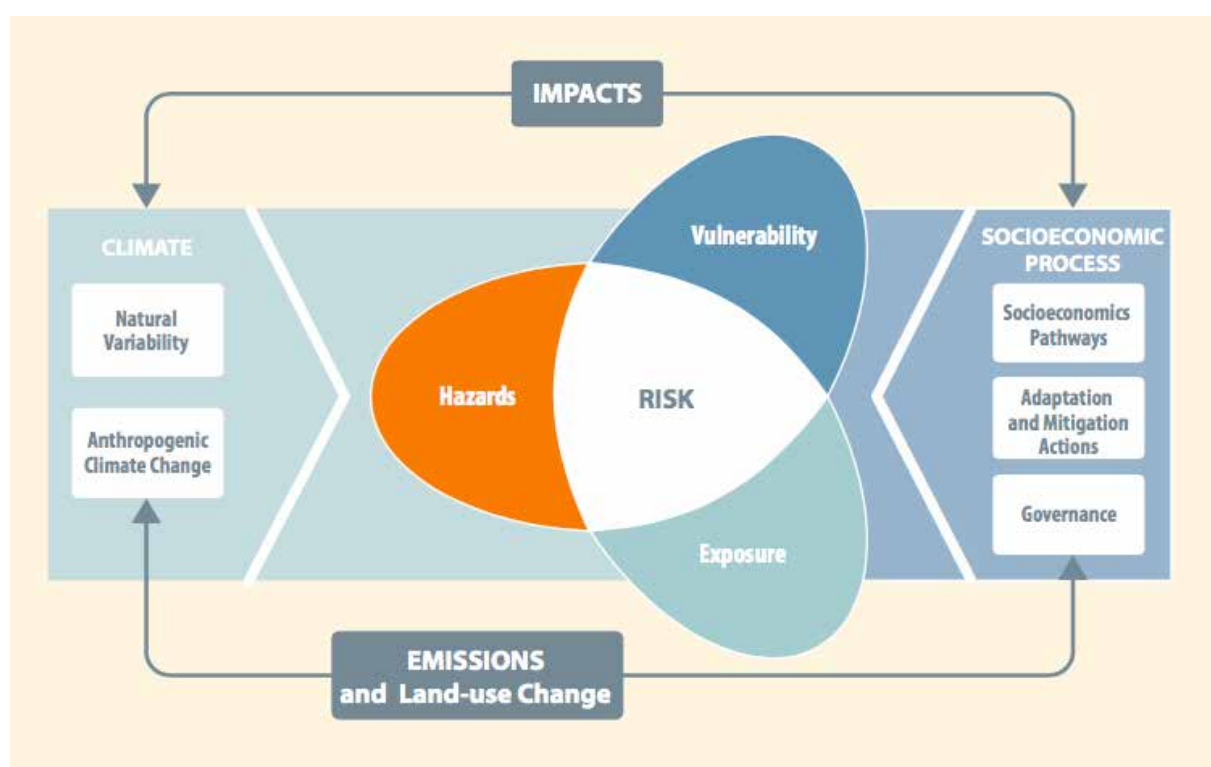 IMPACTS
CLIMATE
Natural
Variability
Anthropogenic
Climate Change
Hazards
RISK
Vulnerability
Exposure
SOCIOECONOMIC
PROCESS
Socioeconomics
Pathways
Adaptation
and Mitigation
Actions
Governance
EMISSIONS
and Land-use Change